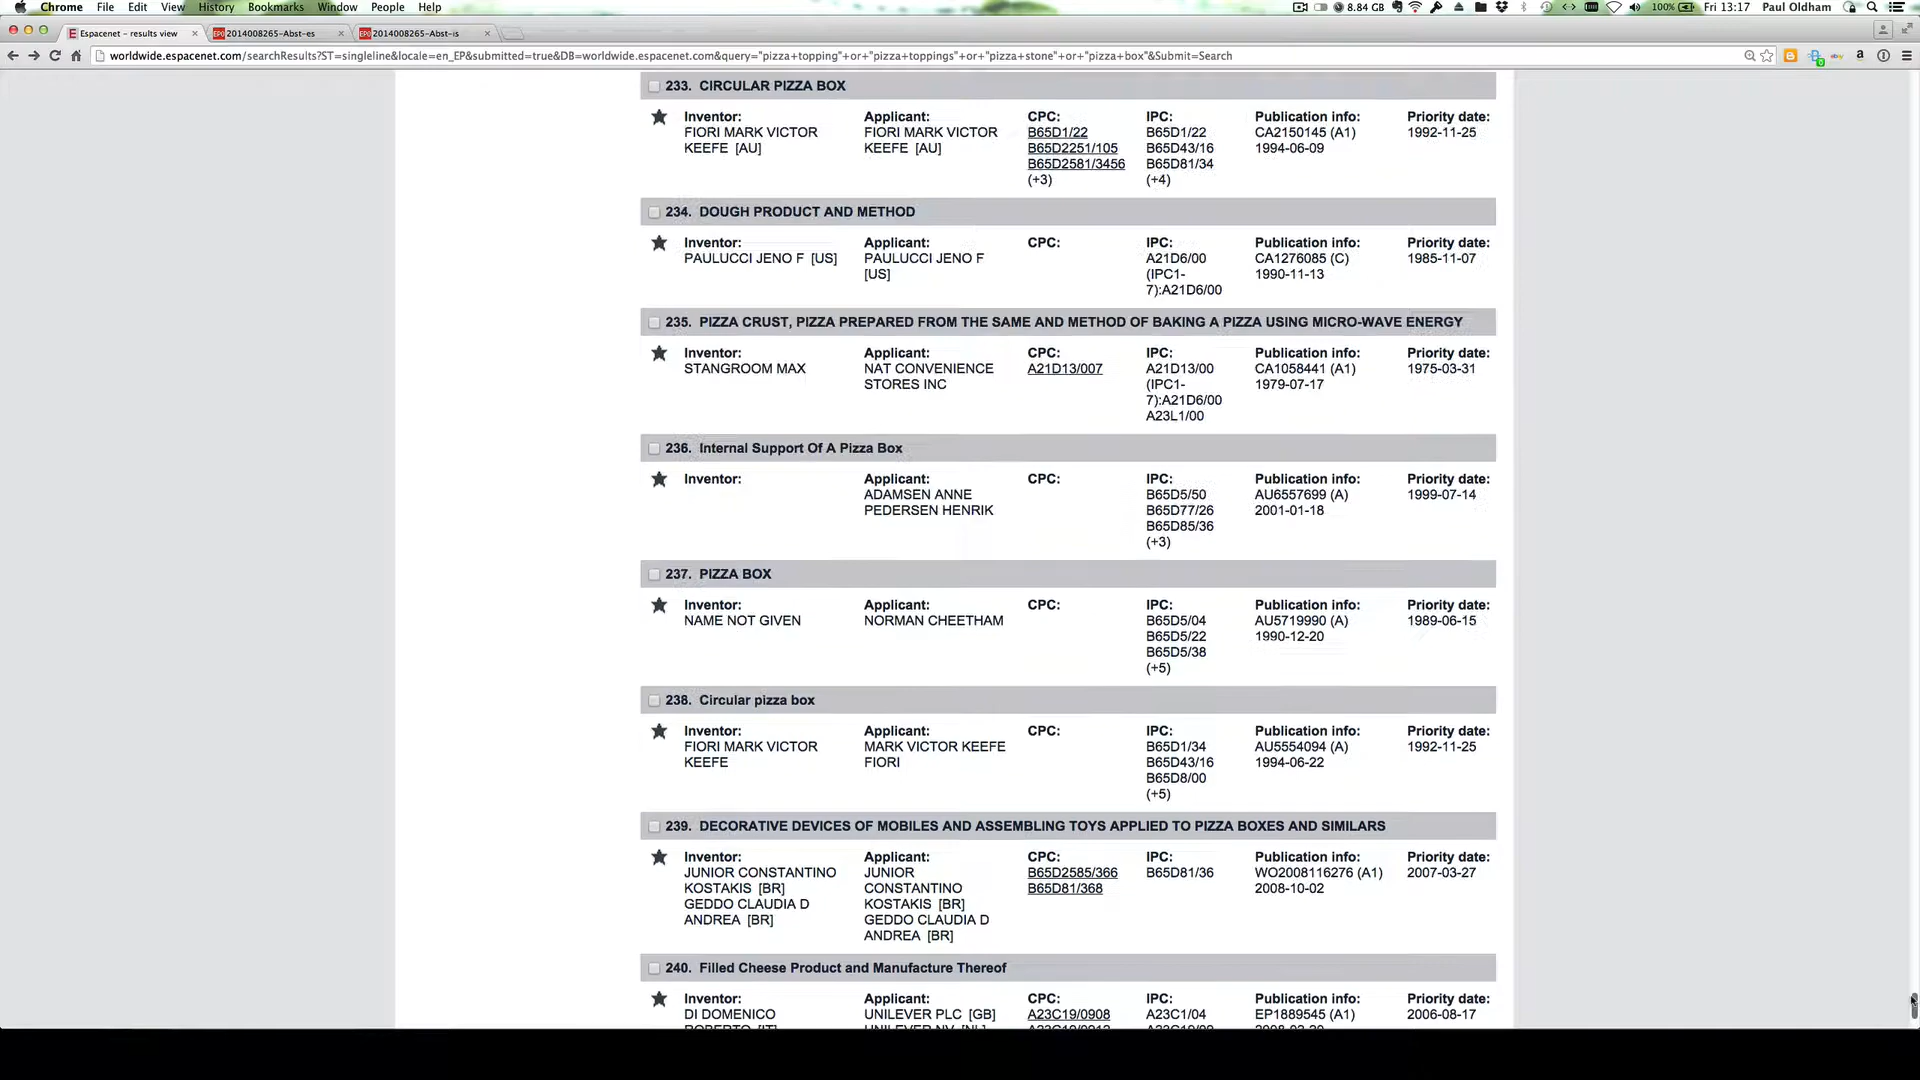 Chrome File Edit View History Bookmarks Window People Help 8.84 GB 100% Fri 13:17 Paul Oldham
Espacenet – results view × 2014008265-Abst-es × 2014008265-Abst-is ×
worldwide.espacenet.com/searchResults?ST=singleline&locale=en_EP&submitted=true&DB=worldwide.espacenet.com&query="pizza+topping"+or+"pizza+toppings"+or+"pizza+stone"+or+"pizza+box"&Submit=Search
233. CIRCULAR PIZZA BOX
Inventor: Applicant: CPC: IPC: Publication info: Priority date:
FIORI MARK VICTOR FIORI MARK VICTOR B65D1/22 B65D1/22 CA2150145 (A1) 1992-11-25
KEEFE [AU] KEEFE [AU] B65D2251/105 B65D43/16 1994-06-09
B65D2581/3456 B65D81/34
(+3) (+4)
234. DOUGH PRODUCT AND METHOD
Inventor: Applicant: CPC: IPC: Publication info: Priority date:
PAULUCCI JENO F [US] PAULUCCI JENO F A21D6/00 CA1276085 (C) 1985-11-07
[US] (IPC1- 1990-11-13
7):A21D6/00
235. PIZZA CRUST, PIZZA PREPARED FROM THE SAME AND METHOD OF BAKING A PIZZA USING MICRO-WAVE ENERGY
Inventor: Applicant: CPC: IPC: Publication info: Priority date:
STANGROOM MAX NAT CONVENIENCE A21D13/007 A21D13/00 CA1058441 (A1) 1975-03-31
STORES INC (IPC1- 1979-07-17
7):A21D6/00
A23L1/00
236. Internal Support Of A Pizza Box
Inventor: Applicant: CPC: IPC: Publication info: Priority date:
ADAMSEN ANNE B65D5/50 AU6557699 (A) 1999-07-14
PEDERSEN HENRIK B65D77/26 2001-01-18
B65D85/36
(+3)
237. PIZZA BOX
Inventor: Applicant: CPC: IPC: Publication info: Priority date:
NAME NOT GIVEN NORMAN CHEETHAM B65D5/04 AU5719990 (A) 1989-06-15
B65D5/22 1990-12-20
B65D5/38
(+5)
238. Circular pizza box
Inventor: Applicant: CPC: IPC: Publication info: Priority date:
FIORI MARK VICTOR MARK VICTOR KEEFE B65D1/34 AU5554094 (A) 1992-11-25
KEEFE FIORI B65D43/16 1994-06-22
B65D8/00
(+5)
239. DECORATIVE DEVICES OF MOBILES AND ASSEMBLING TOYS APPLIED TO PIZZA BOXES AND SIMILARS
Inventor: Applicant: CPC: IPC: Publication info: Priority date:
JUNIOR CONSTANTINO JUNIOR B65D2585/366 B65D81/36 WO2008116276 (A1) 2007-03-27
KOSTAKIS [BR] CONSTANTINO B65D81/368 2008-10-02
GEDDO CLAUDIA D KOSTAKIS [BR]
ANDREA [BR] GEDDO CLAUDIA D
ANDREA [BR]
240. Filled Cheese Product and Manufacture Thereof
Inventor: Applicant: CPC: IPC: Publication info: Priority date:
DI DOMENICO UNILEVER PLC [GB] A23C19/0908 A23C1/04 EP1889545 (A1) 2006-08-17